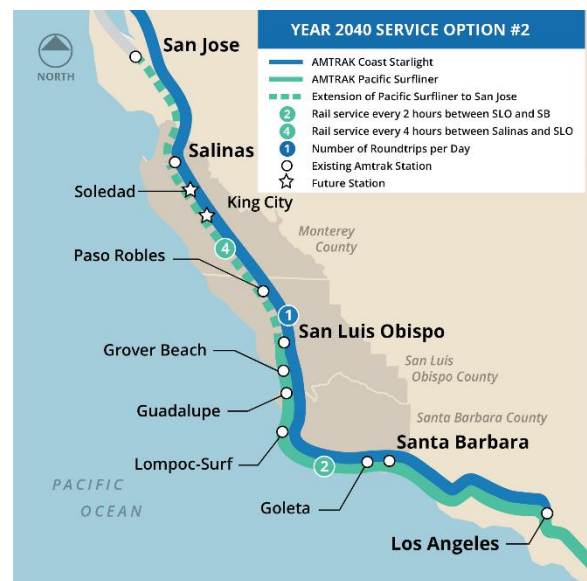 YEAR 2040 SERVICE OPTION #2
AMTRAK Coast Starlight
AMTRAK Pacific Surfliner
Extension of Pacific Surfliner to San Jose
2 Rail service every 2 hours between SLO and SB
4 Rail service every 4 hours between Salinas and SLO
1 Number of Roundtrips per Day
Existing Amtrak Station
Future Station
NORTH
San Jose
Salinas
Soledad
King City
Monterey
County
4
Paso Robles
1
San Luis Obispo
Grover Beach
San Luis
Obispo County
Guadalupe
Santa Barbara County
Santa Barbara
Lompoc-Surf
2
PACIFIC
OCEAN
Goleta
Los Angeles